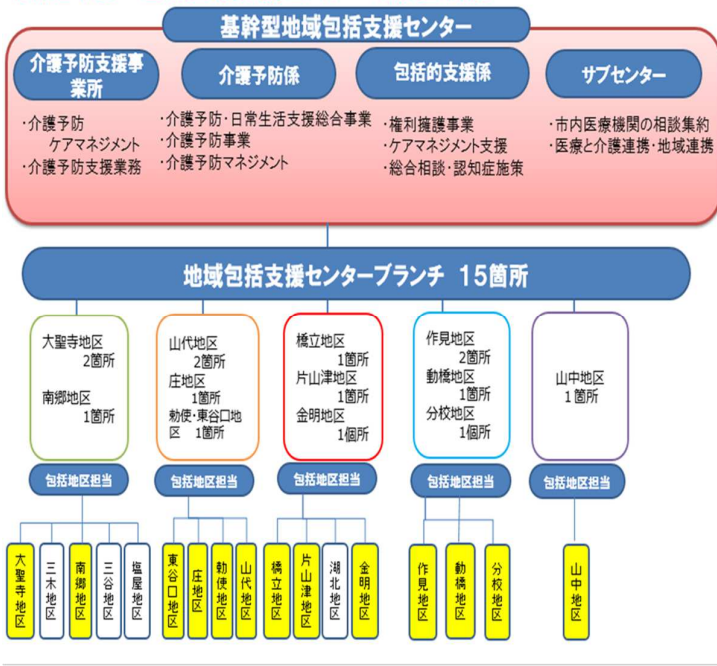 基幹型地域包括支援センター
介護予防支援事
業所
・介護予防
ケアマネジメント
・介護予防支援業務
介護予防係
・介護予防・日常生活支援総合事業
・介護予防事業
・介護予防マネジメント
包括的支援係
・権利擁護事業
・ケアマネジメント支援
・総合相談・認知症施策
サブセンター
・市内医療機関の相談集約
・医療と介護連携・地域連携
地域包括支援センターブランチ 15箇所
大聖寺地区
2箇所
南郷地区
1箇所
山代地区
2箇所
庄地区
1箇所
勅使・東谷口地
区 1箇所
橋立地区
1箇所
片山津地区
1箇所
金明地区
1個所
作見地区
2箇所
動橋地区
1箇所
分校地区
1個所
山中地区
1箇所
包括地区担当
包括地区担当
包括地区担当
包括地区担当
包括地区担当
大聖寺地区
三木地区
南郷地区
三谷地区
塩屋地区
東谷口地区
庄地区
勅使地区
山代地区
橋立地区
片山津地区
湖北地区
金明地区
作見地区
動橋地区
分校地区
山中地区